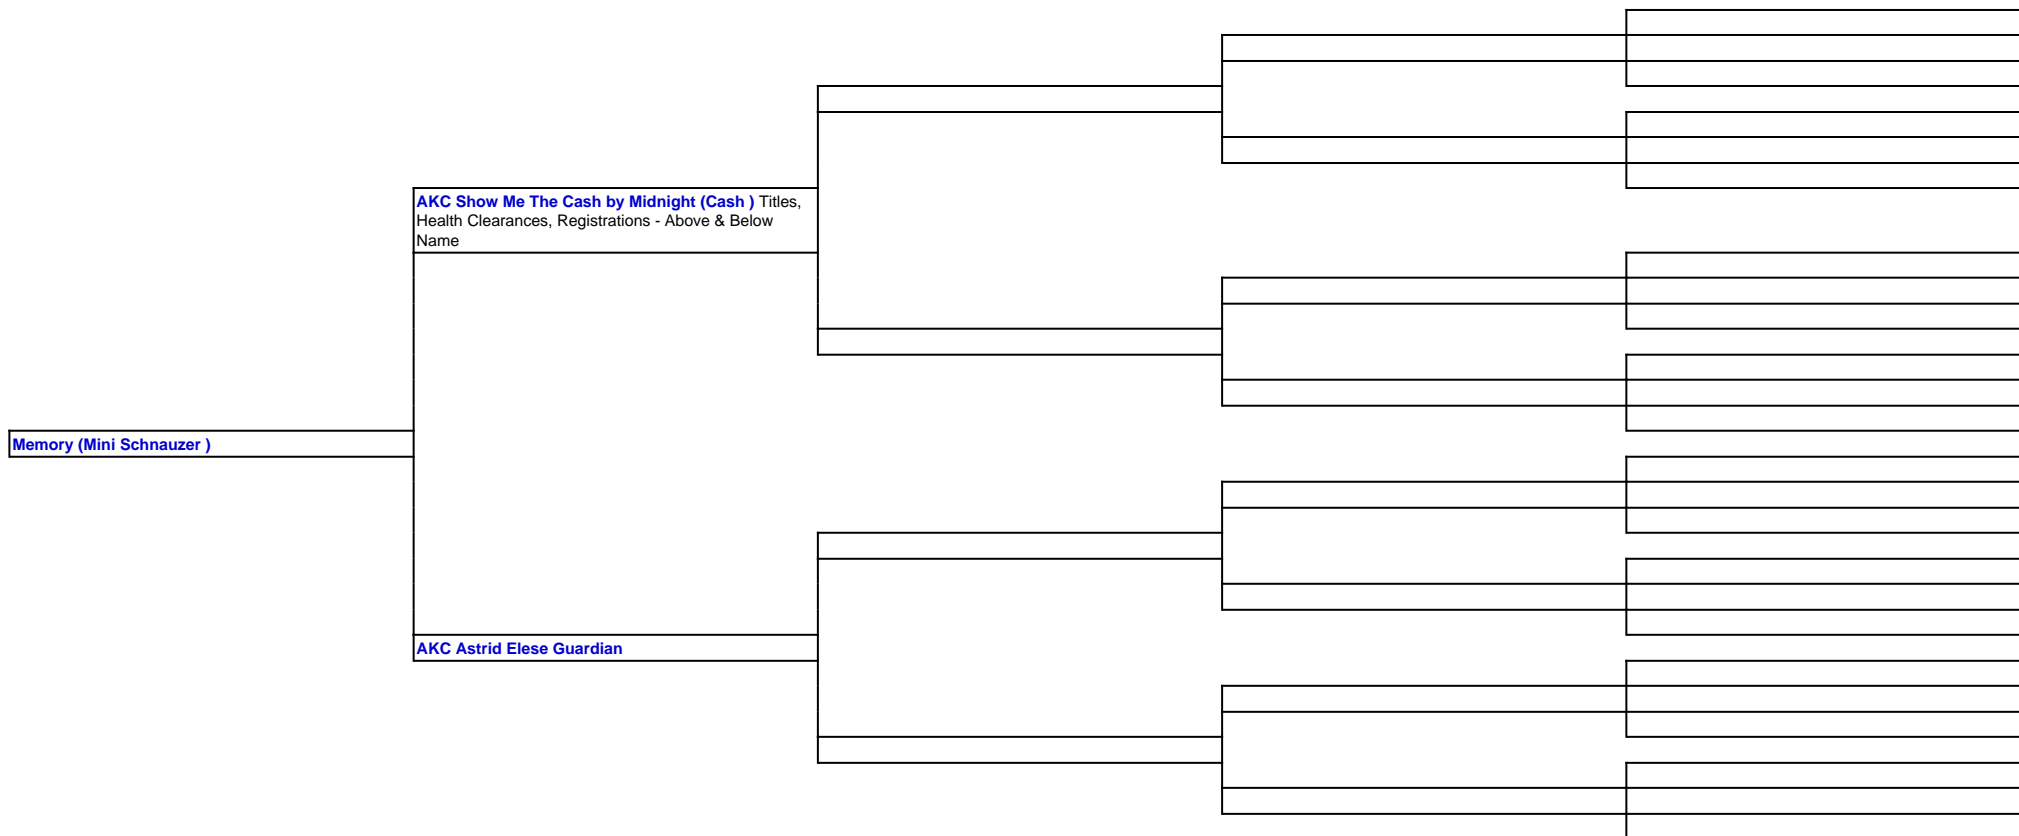 AKC Show Me The Cash by Midnight (Cash ) Titles,
Health Clearances, Registrations - Above & Below
Name
Memory (Mini Schnauzer )
AKC Astrid Elese Guardian